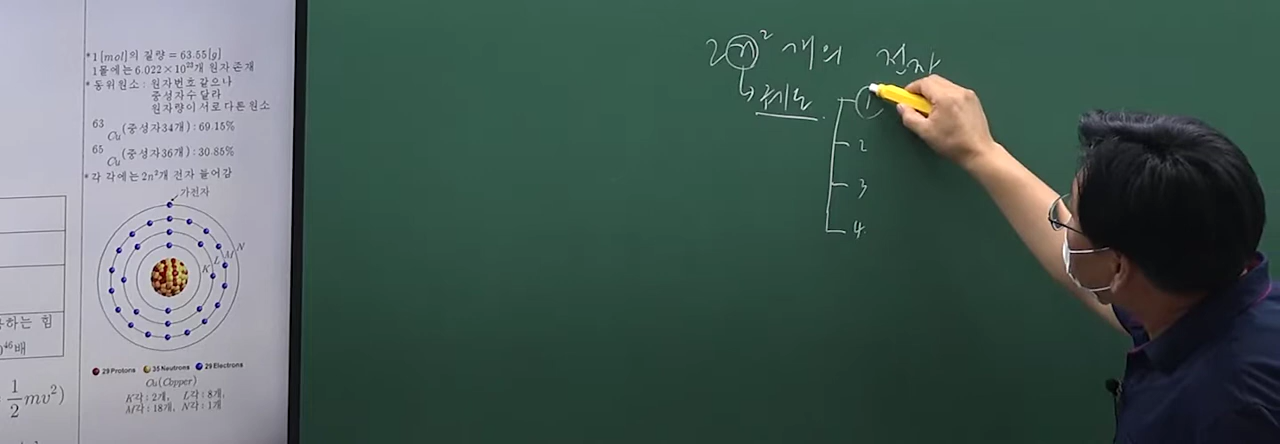 *1[mol]의 질량 = 63.55[g]
1몰에는 6.022×10²³개 원자 존재
*동위원소 : 원자번호 같으나
중성자수 달라
원자량이 서로 다른 원소
⁶³Cu(중성자34개) : 69.15%
⁶⁵Cu(중성자36개) : 30.85%
*각 각에는 2n²개 전자 들어감
가전자
K L M N
29 Protons 35 Neutrons 29 Electrons
Cu(Copper)
K각 : 2개, L각 : 8개,
M각 : 18개, N각 : 1개
하는 힘
⁴⁶배
= 1/2 mv²)
2n² 개의 전자
↳ 궤도
1
2
3
4